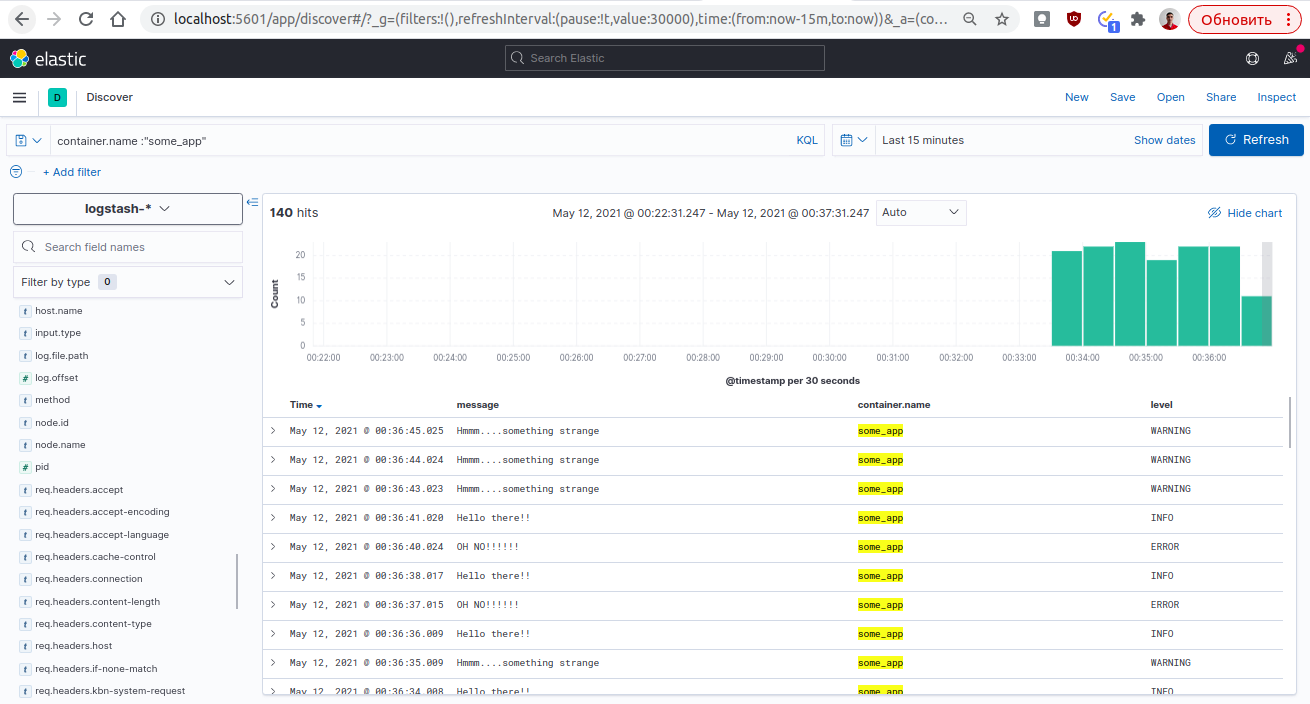 localhost:5601/app/discover#/?_g=(filters:!(),refreshInterval:(pause:!t,value:30000),time:(from:now-15m,to:now))&_a=(co...
1
Обновить
elastic
Search Elastic
D
Discover
New
Save
Open
Share
Inspect
container.name :"some_app"
KQL
Last 15 minutes
Show dates
Refresh
+ Add filter
logstash-*
Search field names
Filter by type 0
t host.name
t input.type
t log.file.path
# log.offset
t method
t node.id
t node.name
# pid
t req.headers.accept
t req.headers.accept-encoding
t req.headers.accept-language
t req.headers.cache-control
t req.headers.connection
t req.headers.content-length
t req.headers.content-type
t req.headers.host
t req.headers.if-none-match
t req.headers.kbn-system-request
140 hits
May 12, 2021 @ 00:22:31.247 - May 12, 2021 @ 00:37:31.247
Auto
Hide chart
Count
20
15
10
5
0
00:22:00 00:23:00 00:24:00 00:25:00 00:26:00 00:27:00 00:28:00 00:29:00 00:30:00 00:31:00 00:32:00 00:33:00 00:34:00 00:35:00 00:36:00
@timestamp per 30 seconds
Time message container.name level
May 12, 2021 @ 00:36:45.025 Hmmm....something strange some_app WARNING
May 12, 2021 @ 00:36:44.024 Hmmm....something strange some_app WARNING
May 12, 2021 @ 00:36:43.023 Hmmm....something strange some_app WARNING
May 12, 2021 @ 00:36:41.020 Hello there!! some_app INFO
May 12, 2021 @ 00:36:40.024 OH NO!!!!!! some_app ERROR
May 12, 2021 @ 00:36:38.017 Hello there!! some_app INFO
May 12, 2021 @ 00:36:37.015 OH NO!!!!!! some_app ERROR
May 12, 2021 @ 00:36:36.009 Hello there!! some_app INFO
May 12, 2021 @ 00:36:35.009 Hmmm....something strange some_app WARNING
May 12, 2021 @ 00:36:34.008 Hello there!! some_app INFO